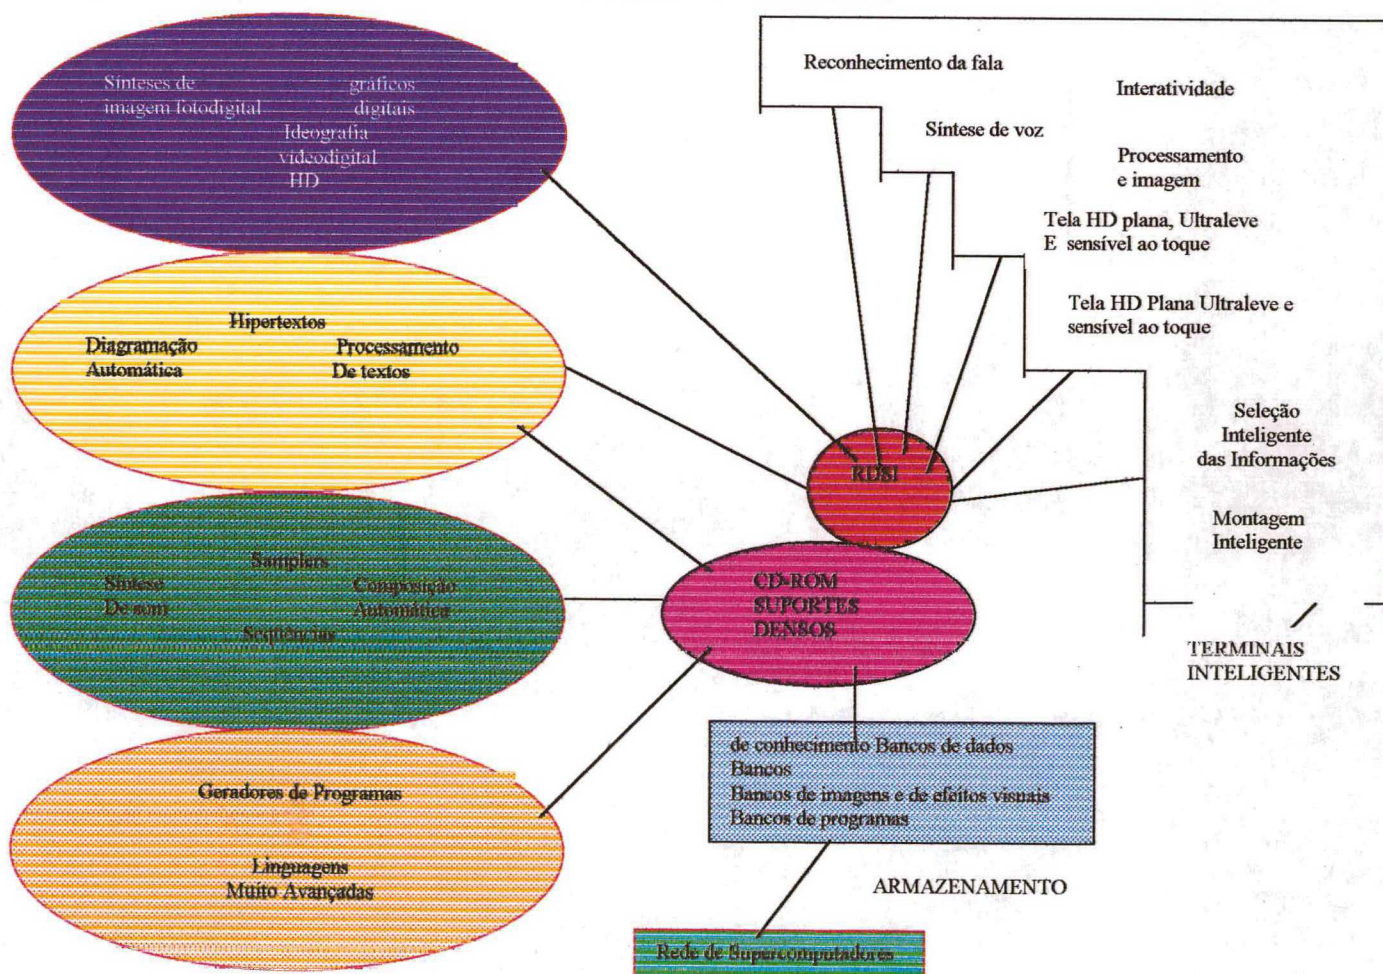 Sínteses de gráficos
imagem fotodigital digitais
Ideografia
videodigital
HD
Hipertextos
Diagramação Processamento
Automática De textos
Samplers
Síntese Composição
De som Automática
Seqüências
Geradores de Programas
Linguagens
Muito Avançadas
RDSI
CD-ROM
SUPORTES
DENSOS
de conhecimento Bancos de dados
Bancos
Bancos de imagens e de efeitos visuais
Bancos de programas
ARMAZENAMENTO
Rede de Supercomputadores
Reconhecimento da fala
Interatividade
Síntese de voz
Processamento
e imagem
Tela HD plana, Ultraleve
E sensível ao toque
Tela HD Plana Ultraleve e
sensível ao toque
Seleção
Inteligente
das Informações
Montagem
Inteligente
TERMINAIS
INTELIGENTES